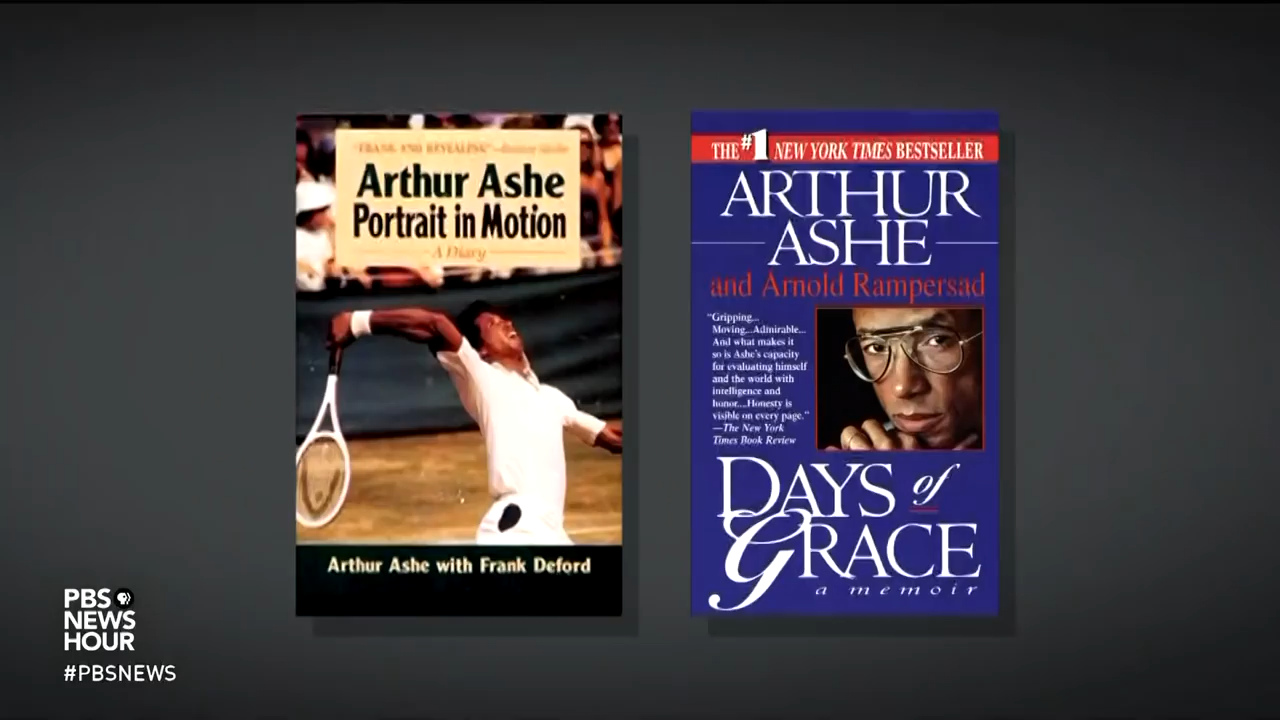 "FRANK AND REVEALING."
Arthur Ashe
Portrait in Motion
A Diary
Arthur Ashe with Frank Deford
THE #1 NEW YORK TIMES BESTSELLER
ARTHUR
ASHE
and Arnold Rampersad
"Gripping...
Moving...Admirable...
And what makes it
so is Ashe's capacity
for evaluating himself
and the world with
intelligence and
honor....Honesty is
visible on every page."
—The New York
Times Book Review
DAYS of
GRACE
a memoir
PBS
NEWS
HOUR
#PBSNEWS